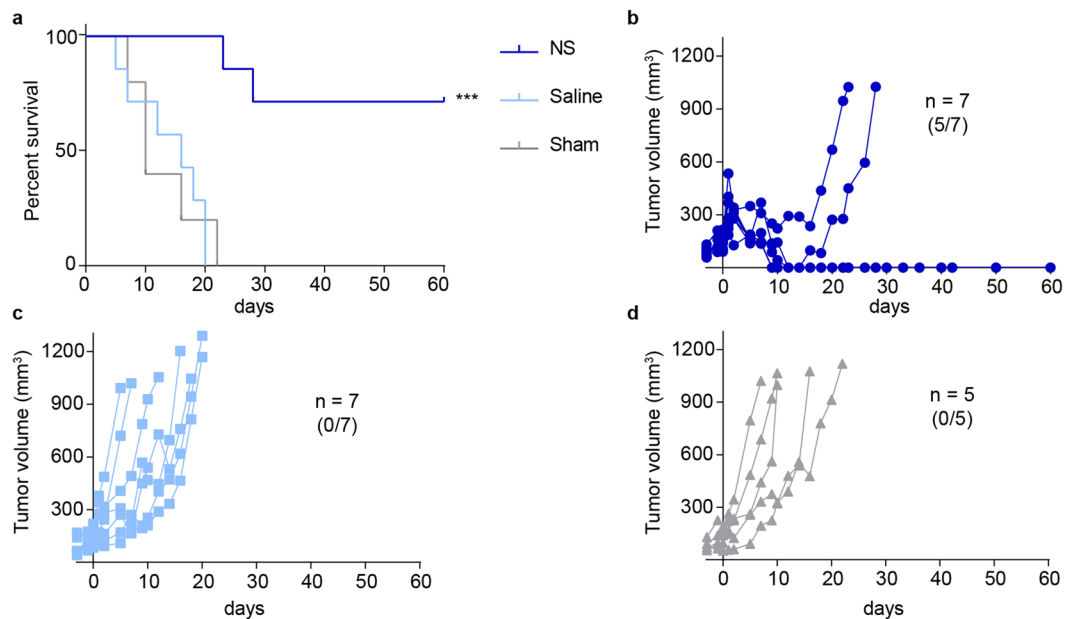 a
100
50
0
Percent survival
0 10 20 30 40 50 60
days
***
NS
Saline
Sham
b
1200
900
600
300
Tumor volume (mm³)
n = 7
(5/7)
0 10 20 30 40 50 60
days
c
1200
900
600
300
Tumor volume (mm³)
n = 7
(0/7)
0 10 20 30 40 50 60
days
d
1200
900
600
300
Tumor volume (mm³)
n = 5
(0/5)
0 10 20 30 40 50 60
days